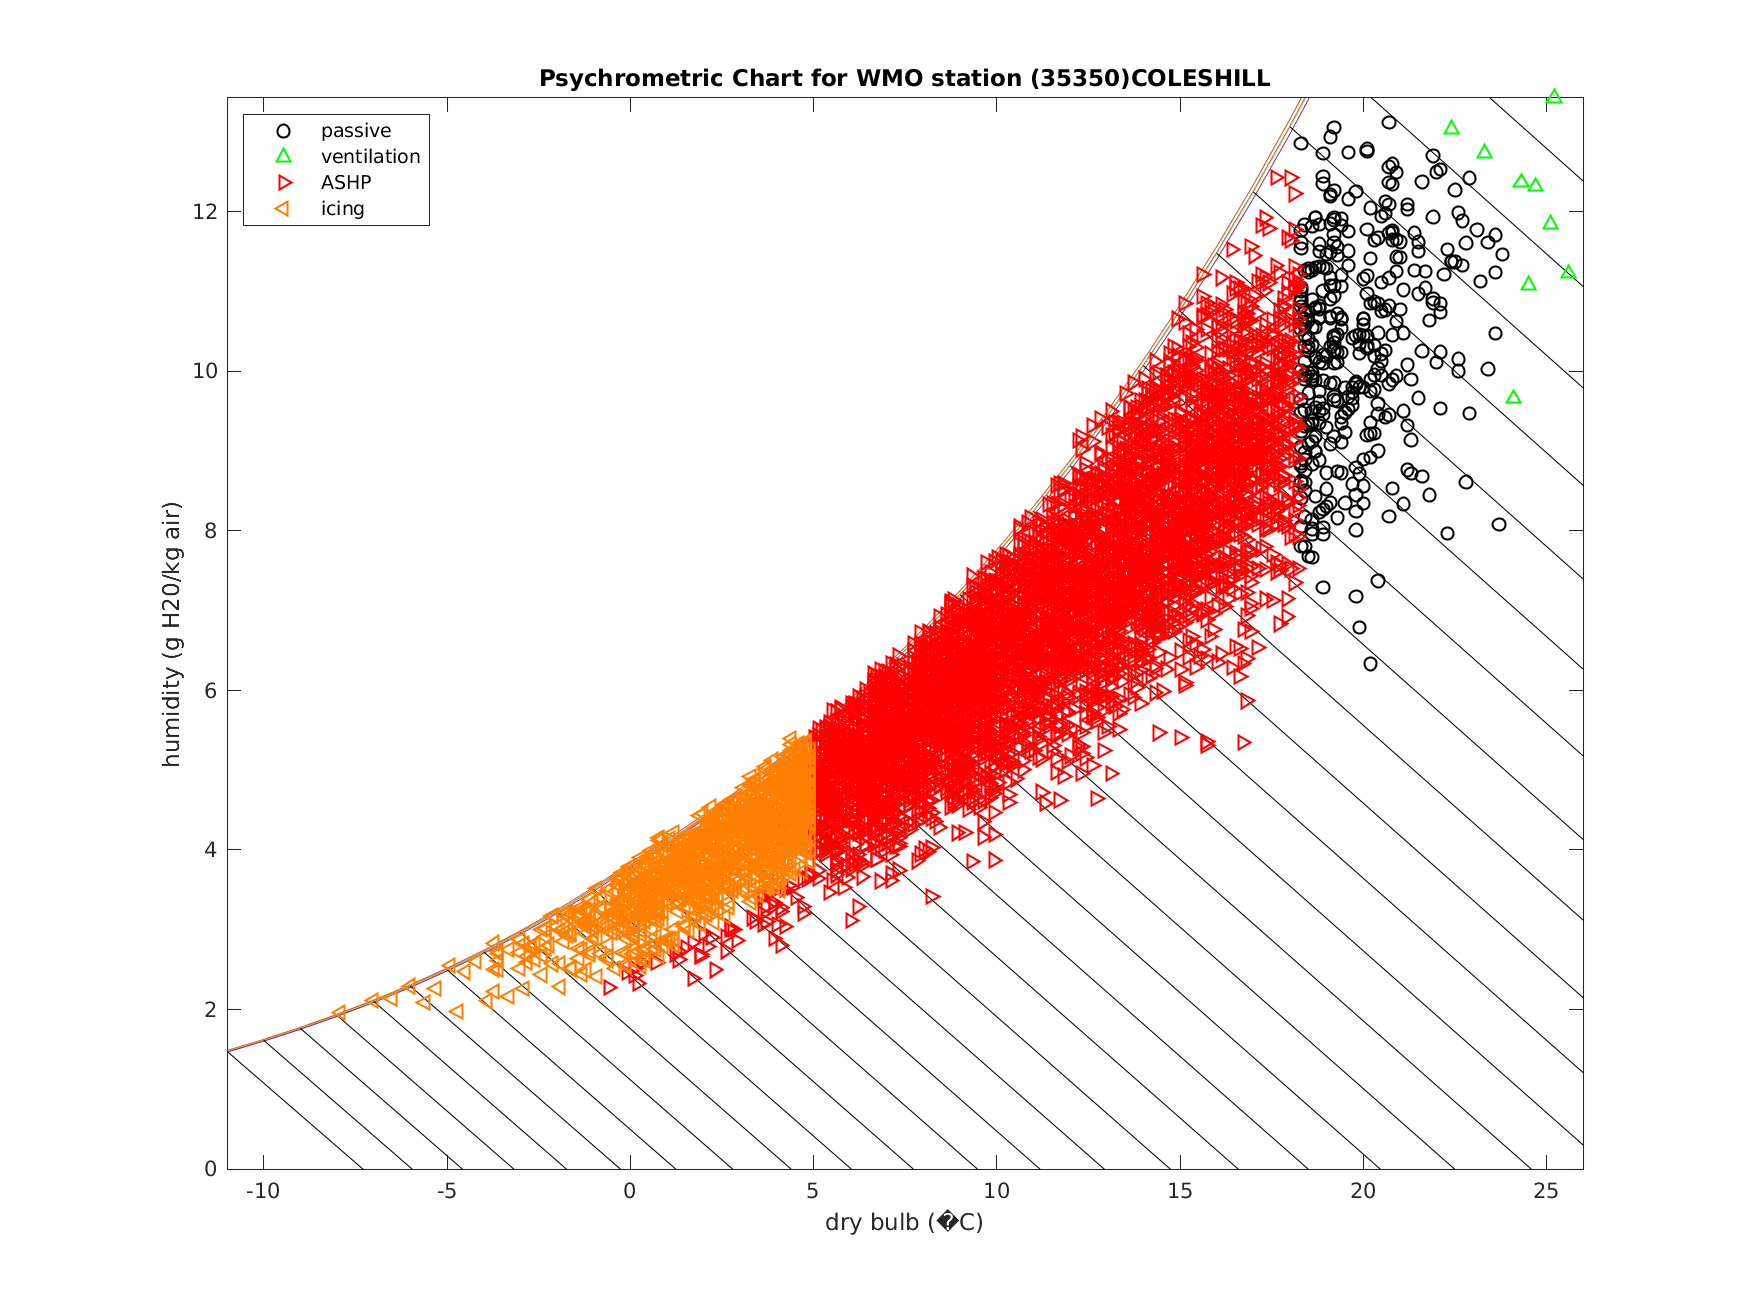 Psychrometric Chart for WMO station (35350)COLESHILL
passive
ventilation
ASHP
icing
humidity (g H20/kg air)
12
10
8
6
4
2
0
-10 -5 0 5 10 15 20 25
dry bulb (�C)